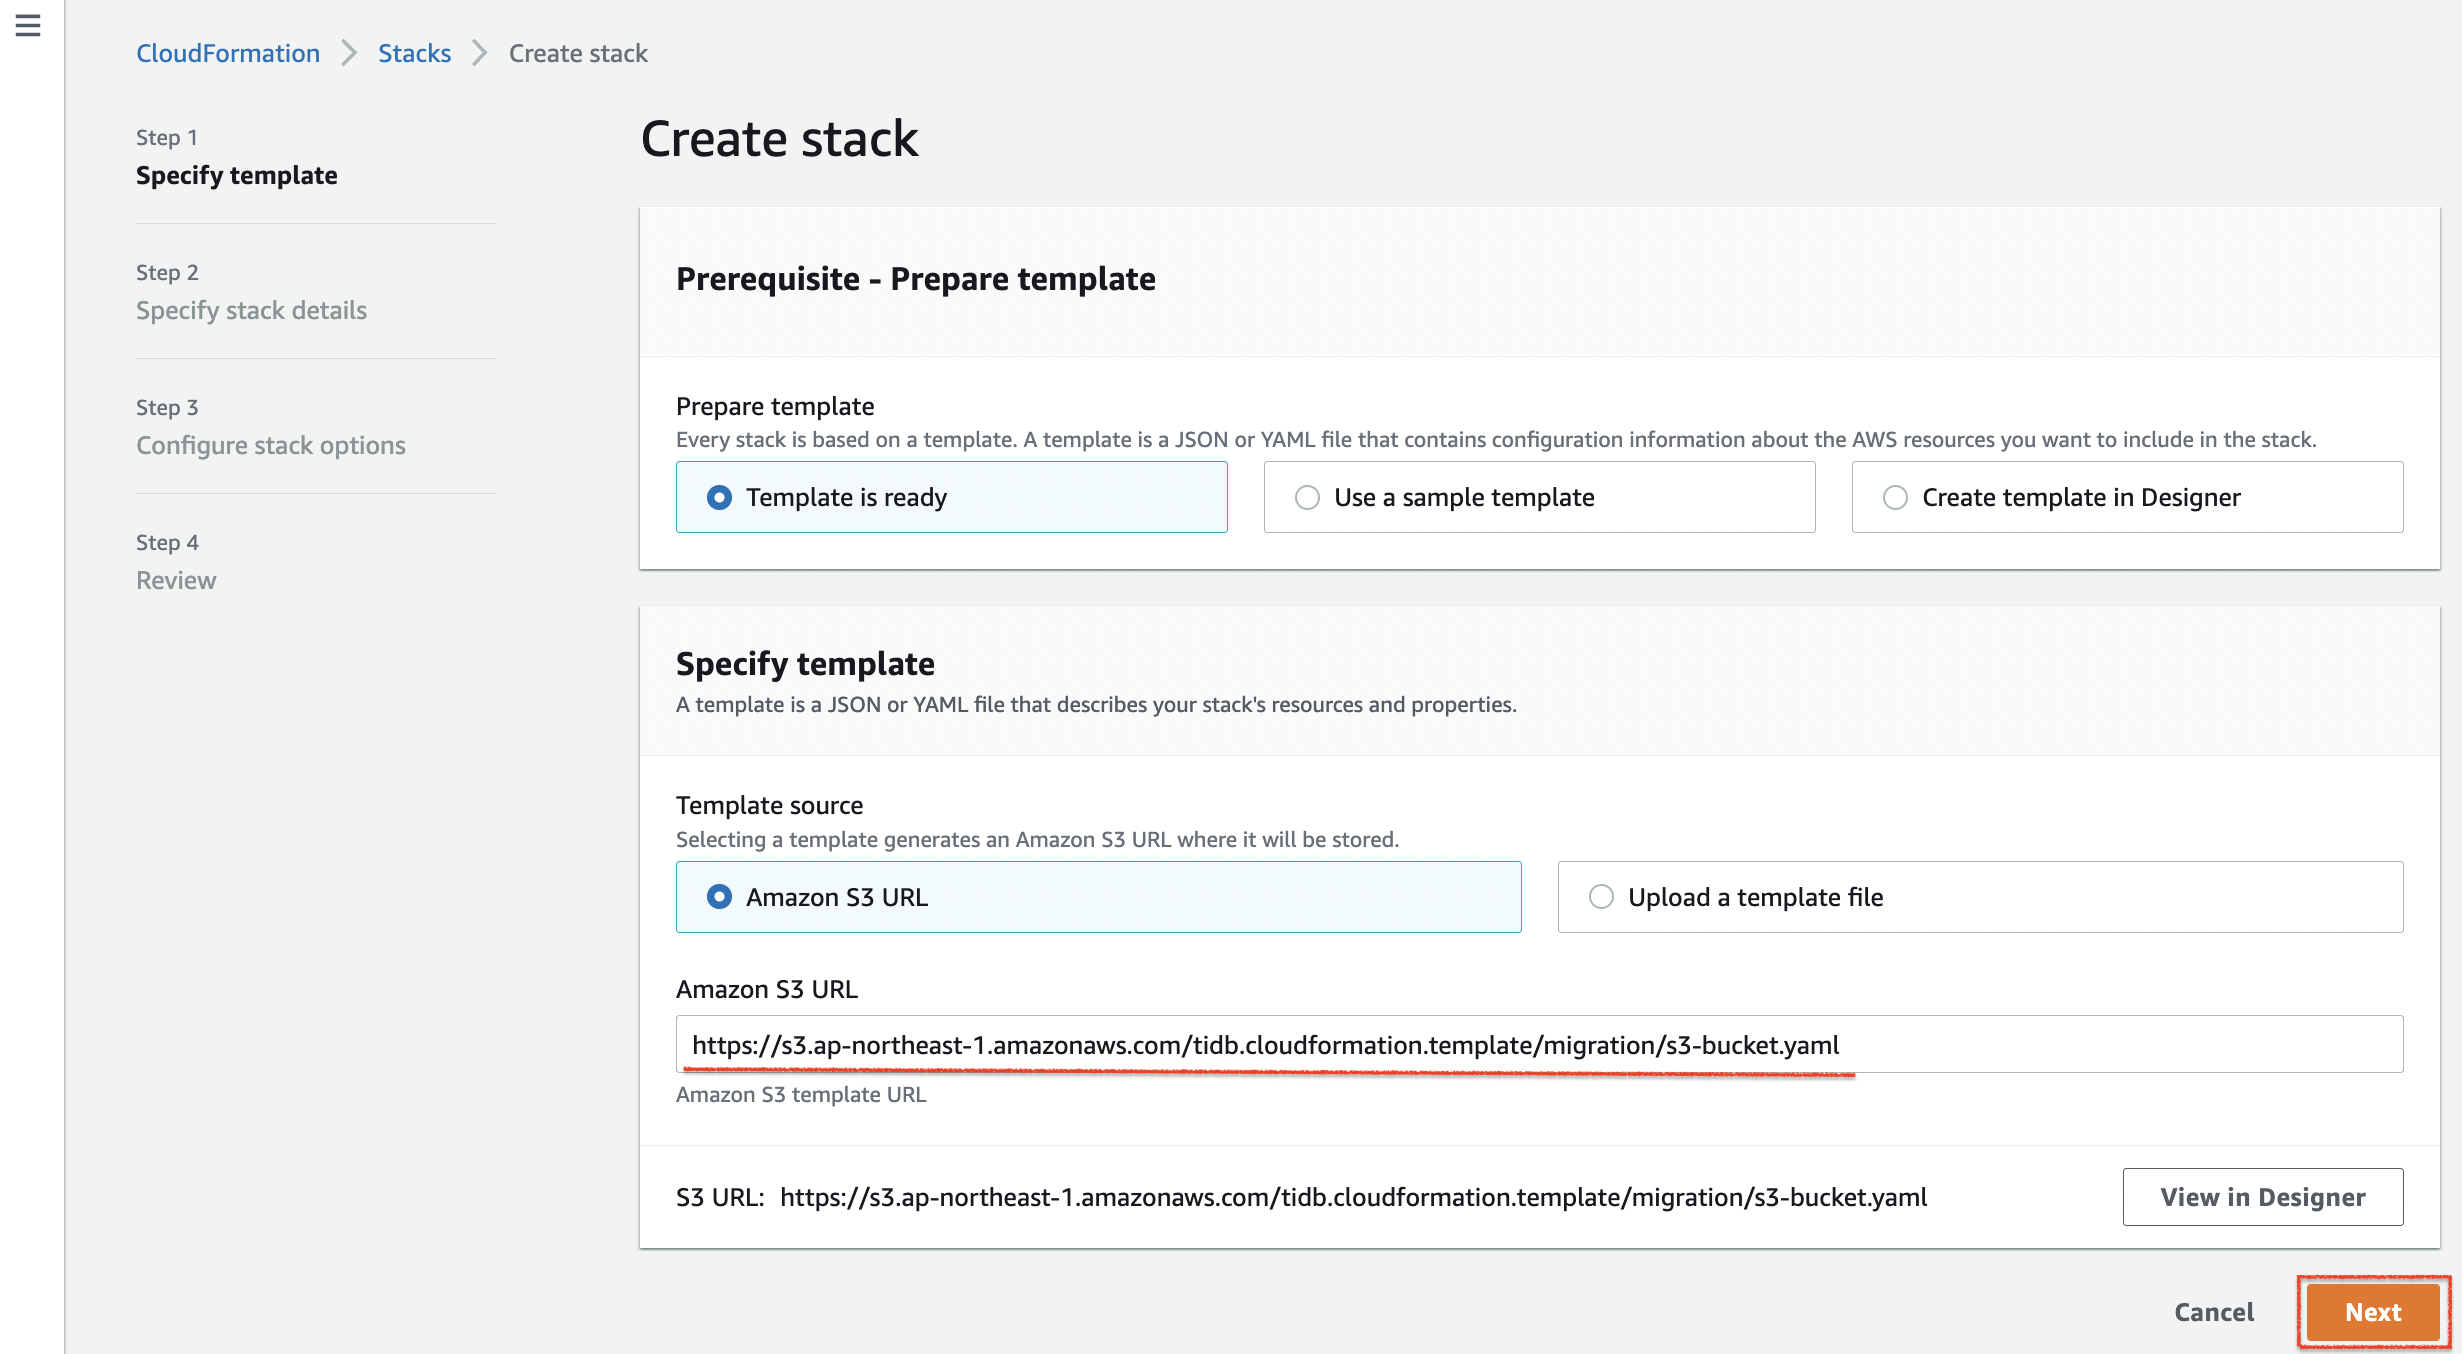 CloudFormation > Stacks > Create stack
Step 1
Specify template
Step 2
Specify stack details
Step 3
Configure stack options
Step 4
Review
Create stack
Prerequisite - Prepare template
Prepare template
Every stack is based on a template. A template is a JSON or YAML file that contains configuration information about the AWS resources you want to include in the stack.
Template is ready
Use a sample template
Create template in Designer
Specify template
A template is a JSON or YAML file that describes your stack's resources and properties.
Template source
Selecting a template generates an Amazon S3 URL where it will be stored.
Amazon S3 URL
Upload a template file
Amazon S3 URL
https://s3.ap-northeast-1.amazonaws.com/tidb.cloudformation.template/migration/s3-bucket.yaml
Amazon S3 template URL
S3 URL: https://s3.ap-northeast-1.amazonaws.com/tidb.cloudformation.template/migration/s3-bucket.yaml
View in Designer
Cancel
Next